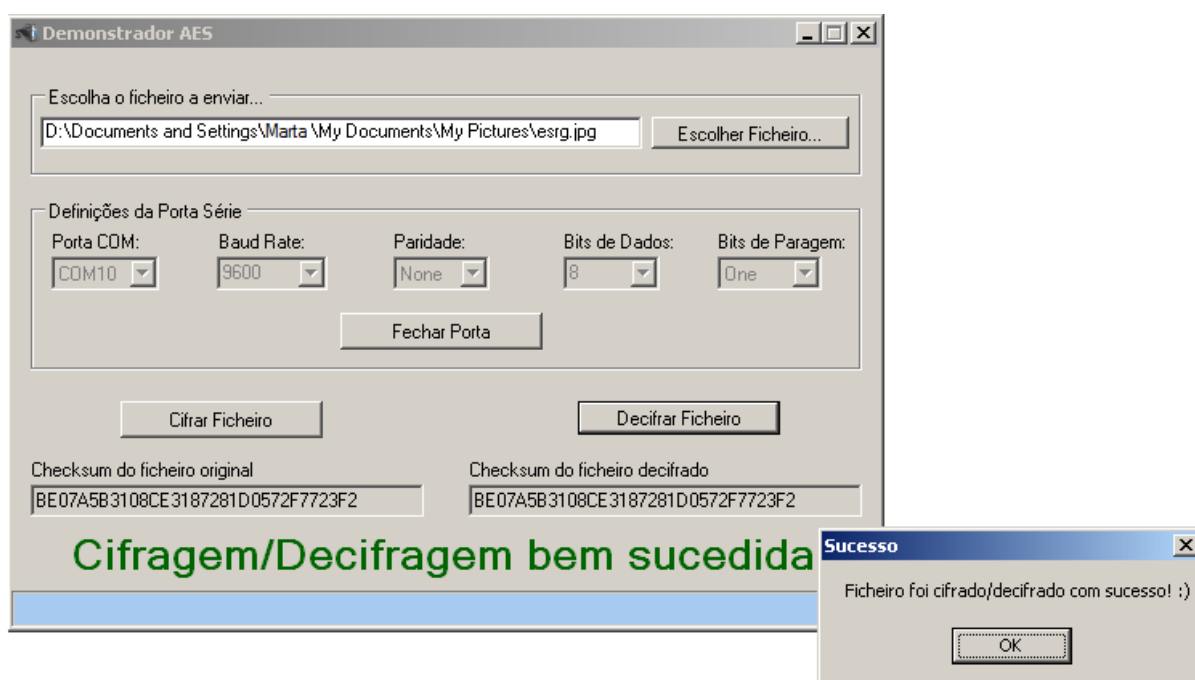 Demonstrador AES
Escolha o ficheiro a enviar...
D:\Documents and Settings\Marta \My Documents\My Pictures\esrg.jpg
Escolher Ficheiro...
Definições da Porta Série
Porta COM: Baud Rate: Paridade: Bits de Dados: Bits de Paragem:
COM10 9600 None 8 One
Fechar Porta
Cifrar Ficheiro Decifrar Ficheiro
Checksum do ficheiro original Checksum do ficheiro decifrado
BE07A5B3108CE3187281D0572F7723F2 BE07A5B3108CE3187281D0572F7723F2
Cifragem/Decifragem bem sucedida
Sucesso
Ficheiro foi cifrado/decifrado com sucesso! :)
OK